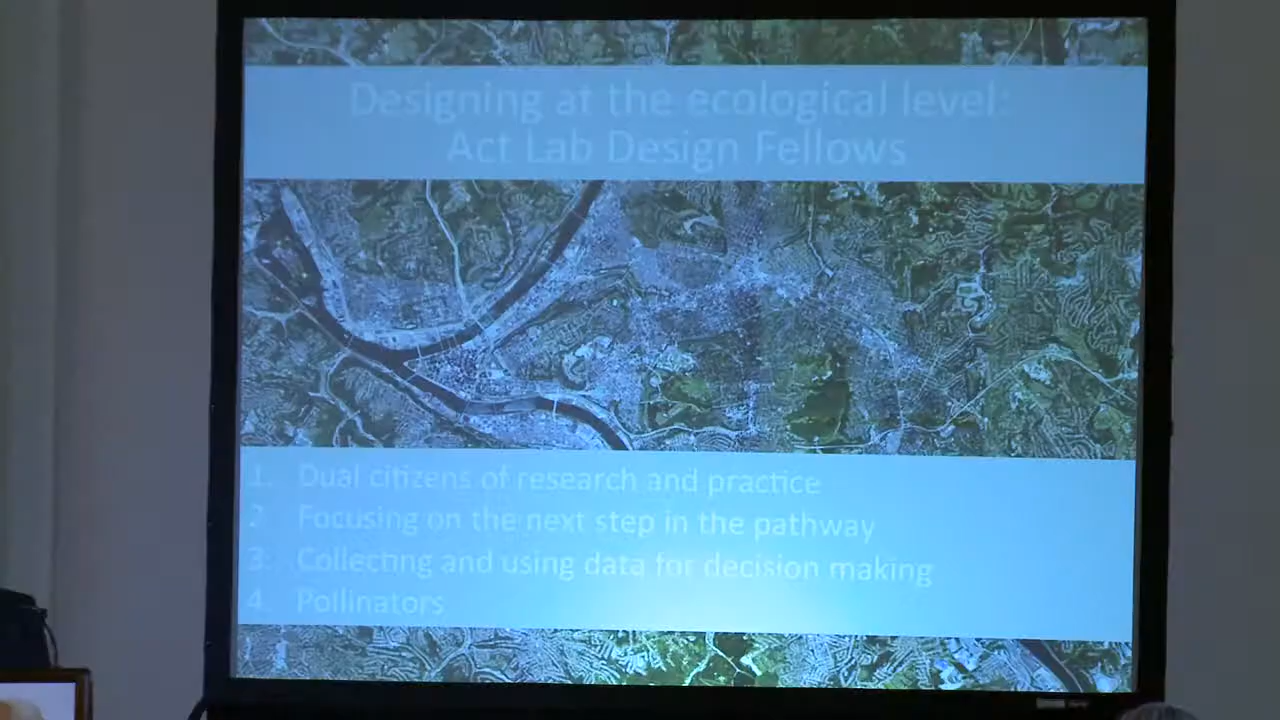 Designing at the ecological level:
Act Lab Design Fellows
1. Dual citizens of research and practice
2. Focusing on the next step in the pathway
3. Collecting and using data for decision making
4. Pollinators